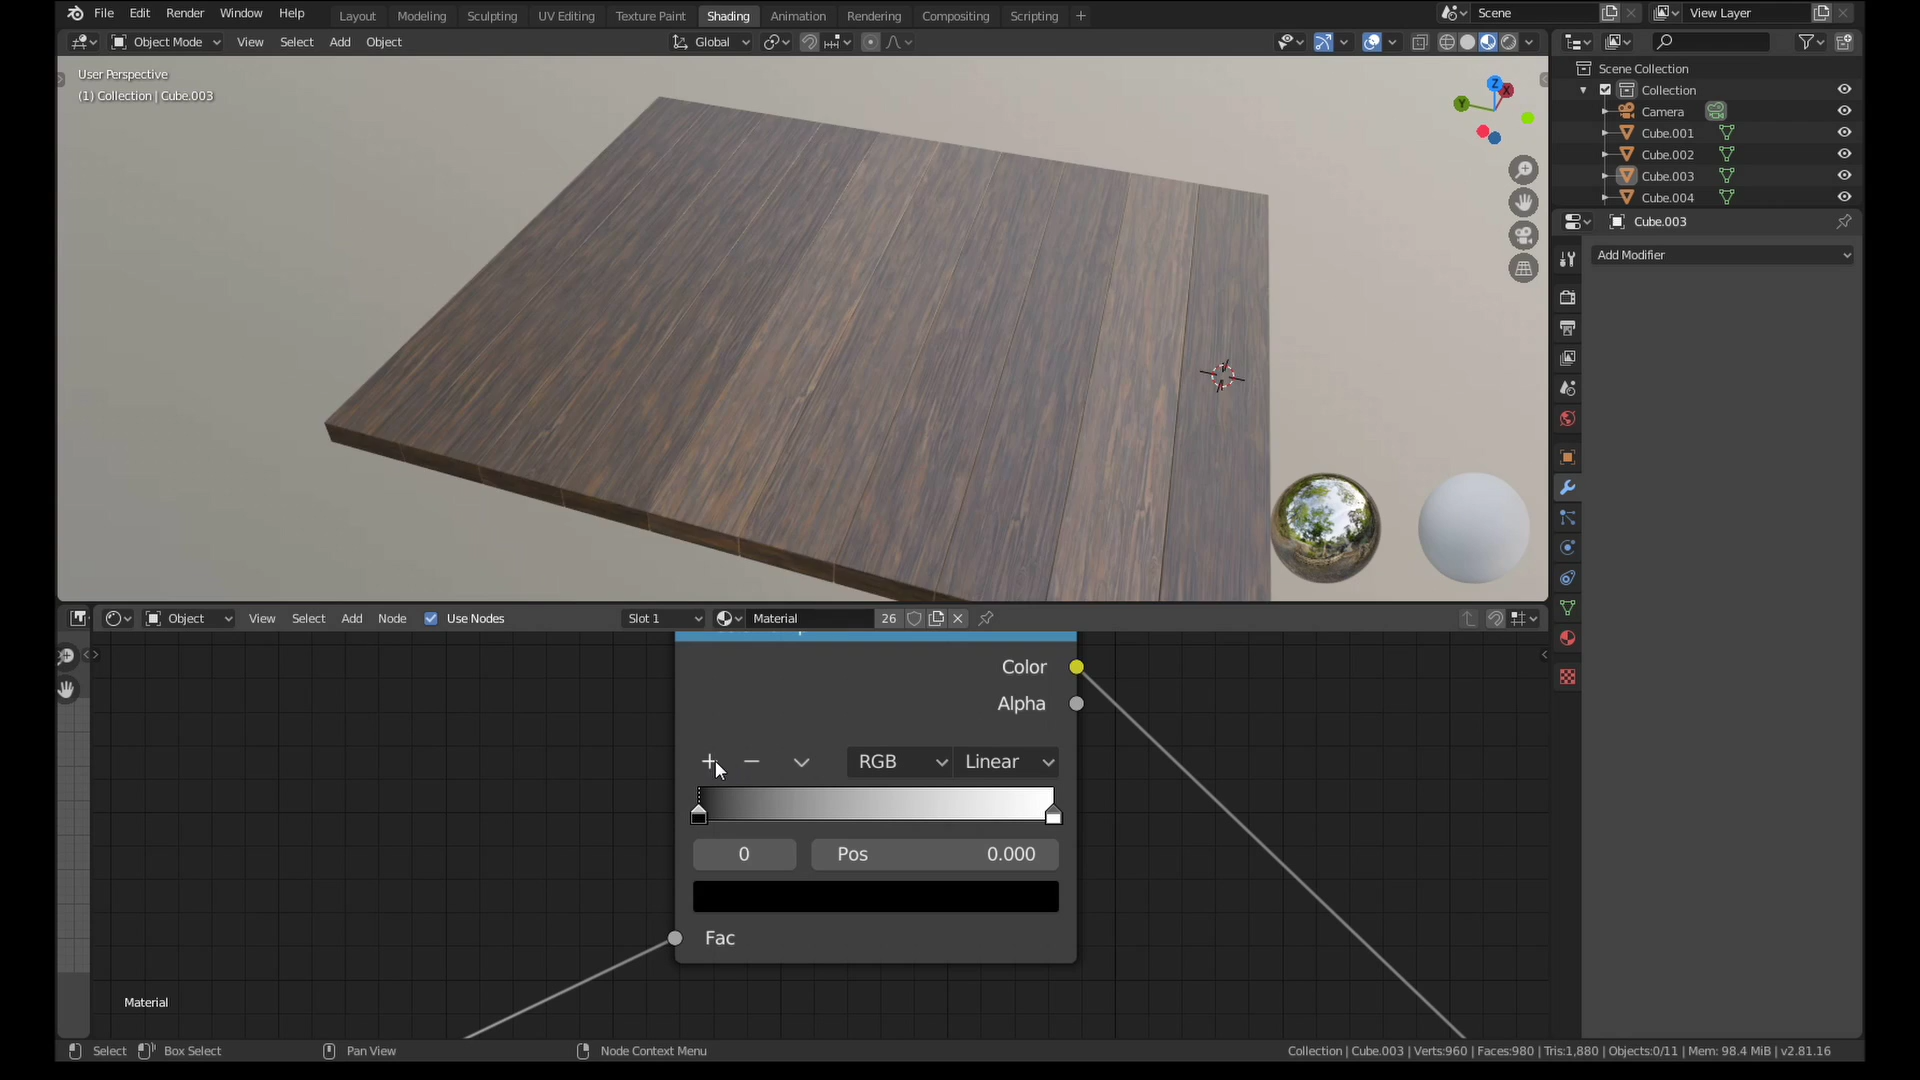 File Edit Render Window Help Layout Modeling Sculpting UV Editing Texture Paint Shading Animation Rendering Compositing Scripting + Scene View Layer
Object Mode View Select Add Object Global
User Perspective
(1) Collection | Cube.003
Z
X
Y
Scene Collection
Collection
Camera
Cube.001
Cube.002
Cube.003
Cube.004
Cube.003
Add Modifier
Object View Select Add Node Use Nodes Slot 1 Material 26
Color
Alpha
RGB Linear
0 Pos 0.000
Fac
Material
Select Box Select Pan View Node Context Menu Collection | Cube.003 | Verts:960 | Faces:980 | Tris:1,880 | Objects:0/11 | Mem: 98.4 MiB | v2.81.16